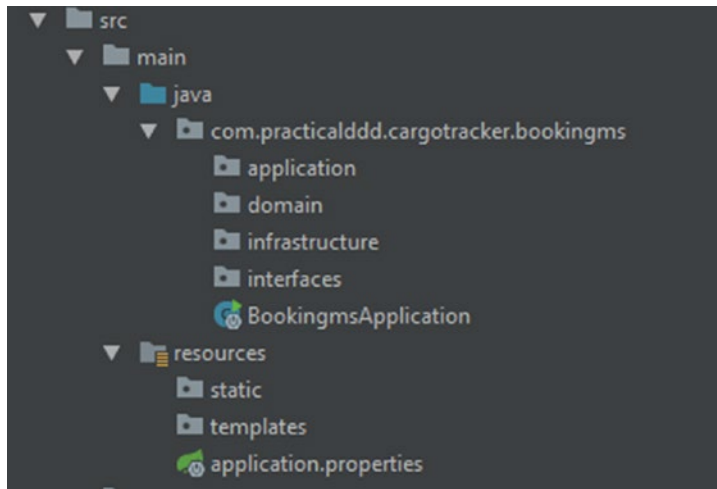 src
main
java
com.practicalddd.cargotracker.bookingms
application
domain
infrastructure
interfaces
BookingmsApplication
resources
static
templates
application.properties